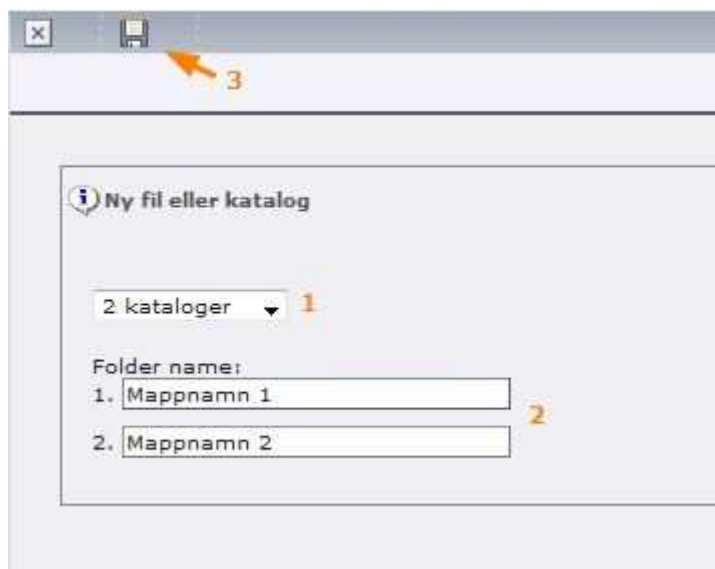 3
Ny fil eller katalog
2 kataloger 1
Folder name:
1. Mappnamn 1
2
2. Mappnamn 2